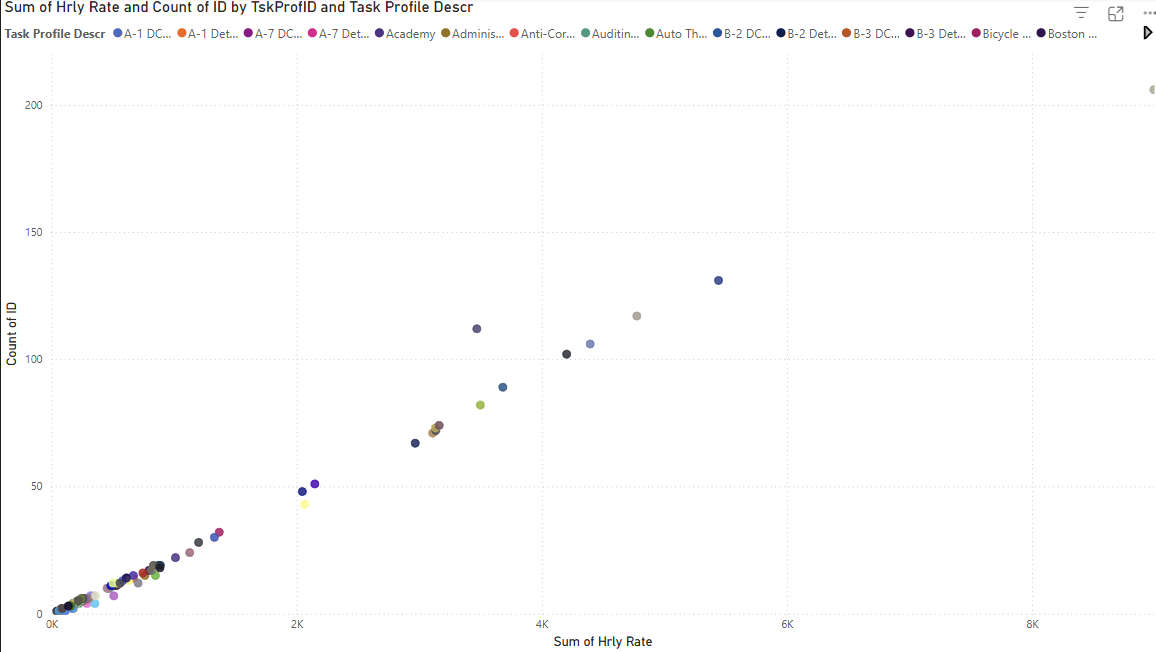 Sum of Hrly Rate and Count of ID by TskProfID and Task Profile Descr
Task Profile Descr A-1 DC... A-1 Det... A-7 DC... A-7 Det... Academy Adminis... Anti-Cor... Auditin... Auto Th... B-2 DC... B-2 Det... B-3 DC... B-3 Det... Bicycle ... Boston ...
200
150
100
50
0
Count of ID
0K 2K 4K 6K 8K
Sum of Hrly Rate